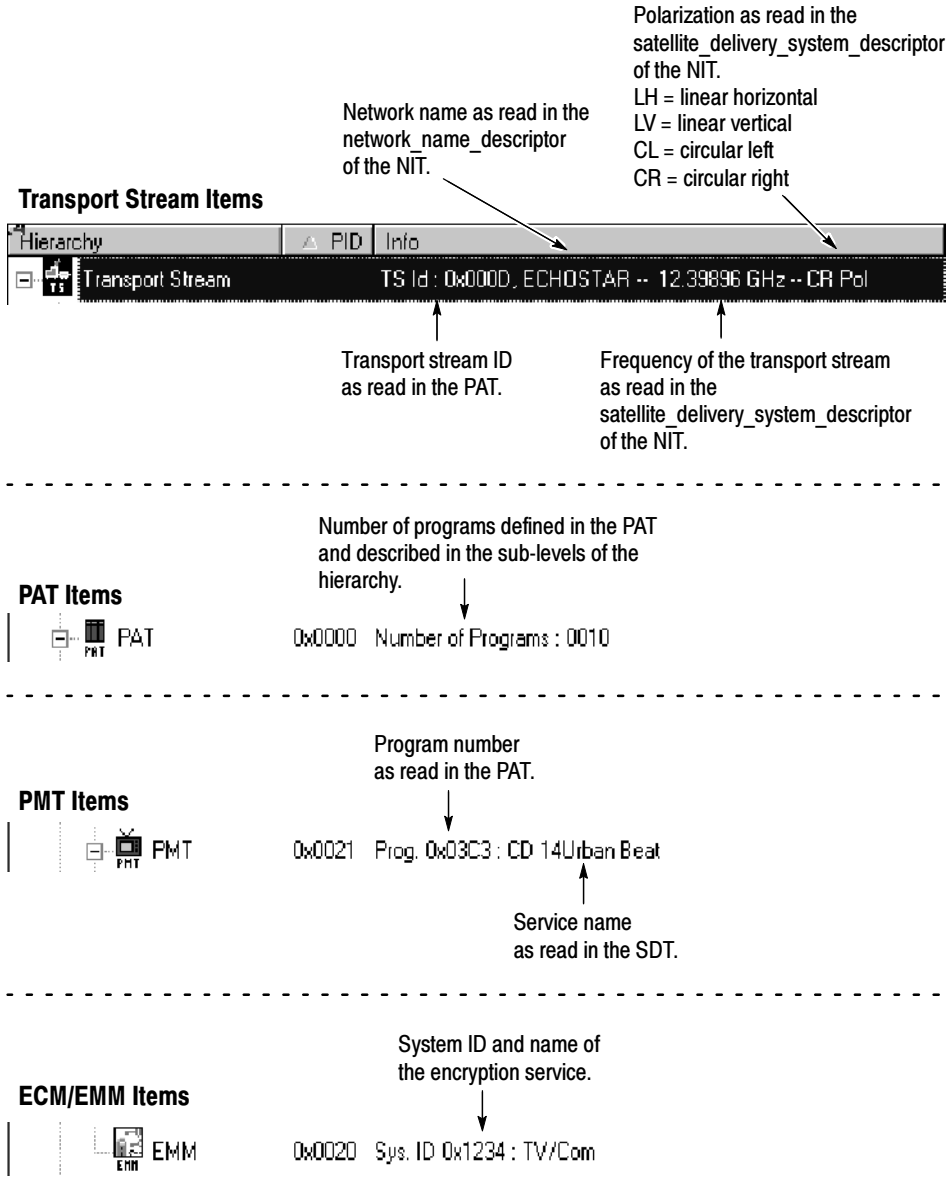 Polarization as read in the
satellite_delivery_system_descriptor
of the NIT.
LH = linear horizontal
LV = linear vertical
CL = circular left
CR = circular right
Network name as read in the
network_name_descriptor
of the NIT.
Transport Stream Items
Hierarchy PID Info
TS Transport Stream TS Id : 0x000D, ECHOSTAR -- 12.39896 GHz -- CR Pol
Transport stream ID
as read in the PAT.
Frequency of the transport stream
as read in the
satellite_delivery_system_descriptor
of the NIT.
Number of programs defined in the PAT
and described in the sub-levels of the
hierarchy.
PAT Items
PAT PAT 0x0000 Number of Programs : 0010
Program number
as read in the PAT.
PMT Items
PMT PMT 0x0021 Prog. 0x03C3 : CD 14Urban Beat
Service name
as read in the SDT.
System ID and name of
the encryption service.
ECM/EMM Items
EMM EMM 0x0020 Sys. ID 0x1234 : TV/Com